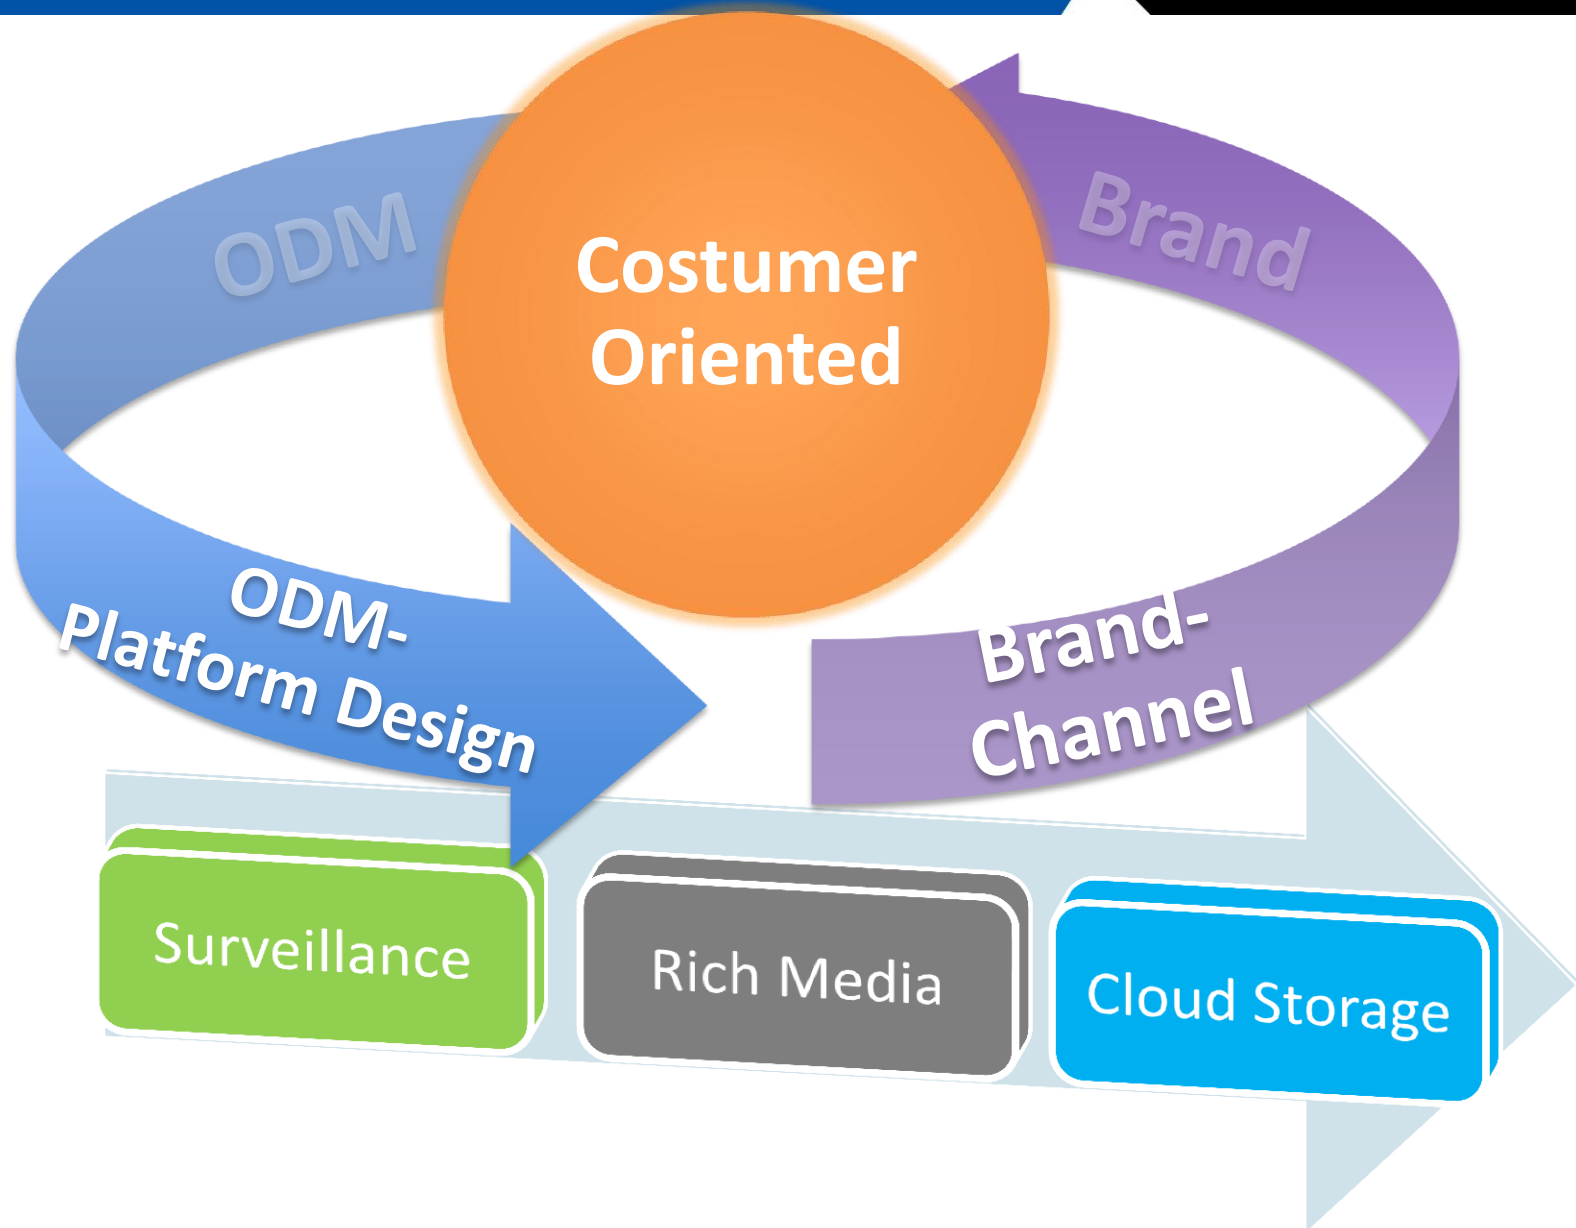 ODM
Costumer
Oriented
Brand
ODM-
Platform Design
Brand-
Channel
Surveillance
Rich Media
Cloud Storage